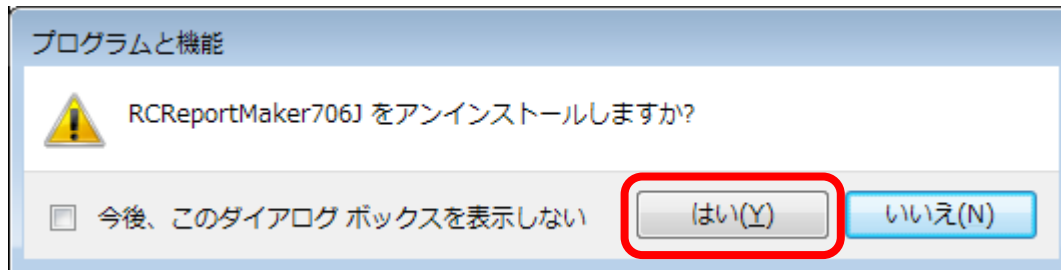 プログラムと機能
RCReportMaker706J をアンインストールしますか?
今後、このダイアログ ボックスを表示しない
はい(Y)
いいえ(N)